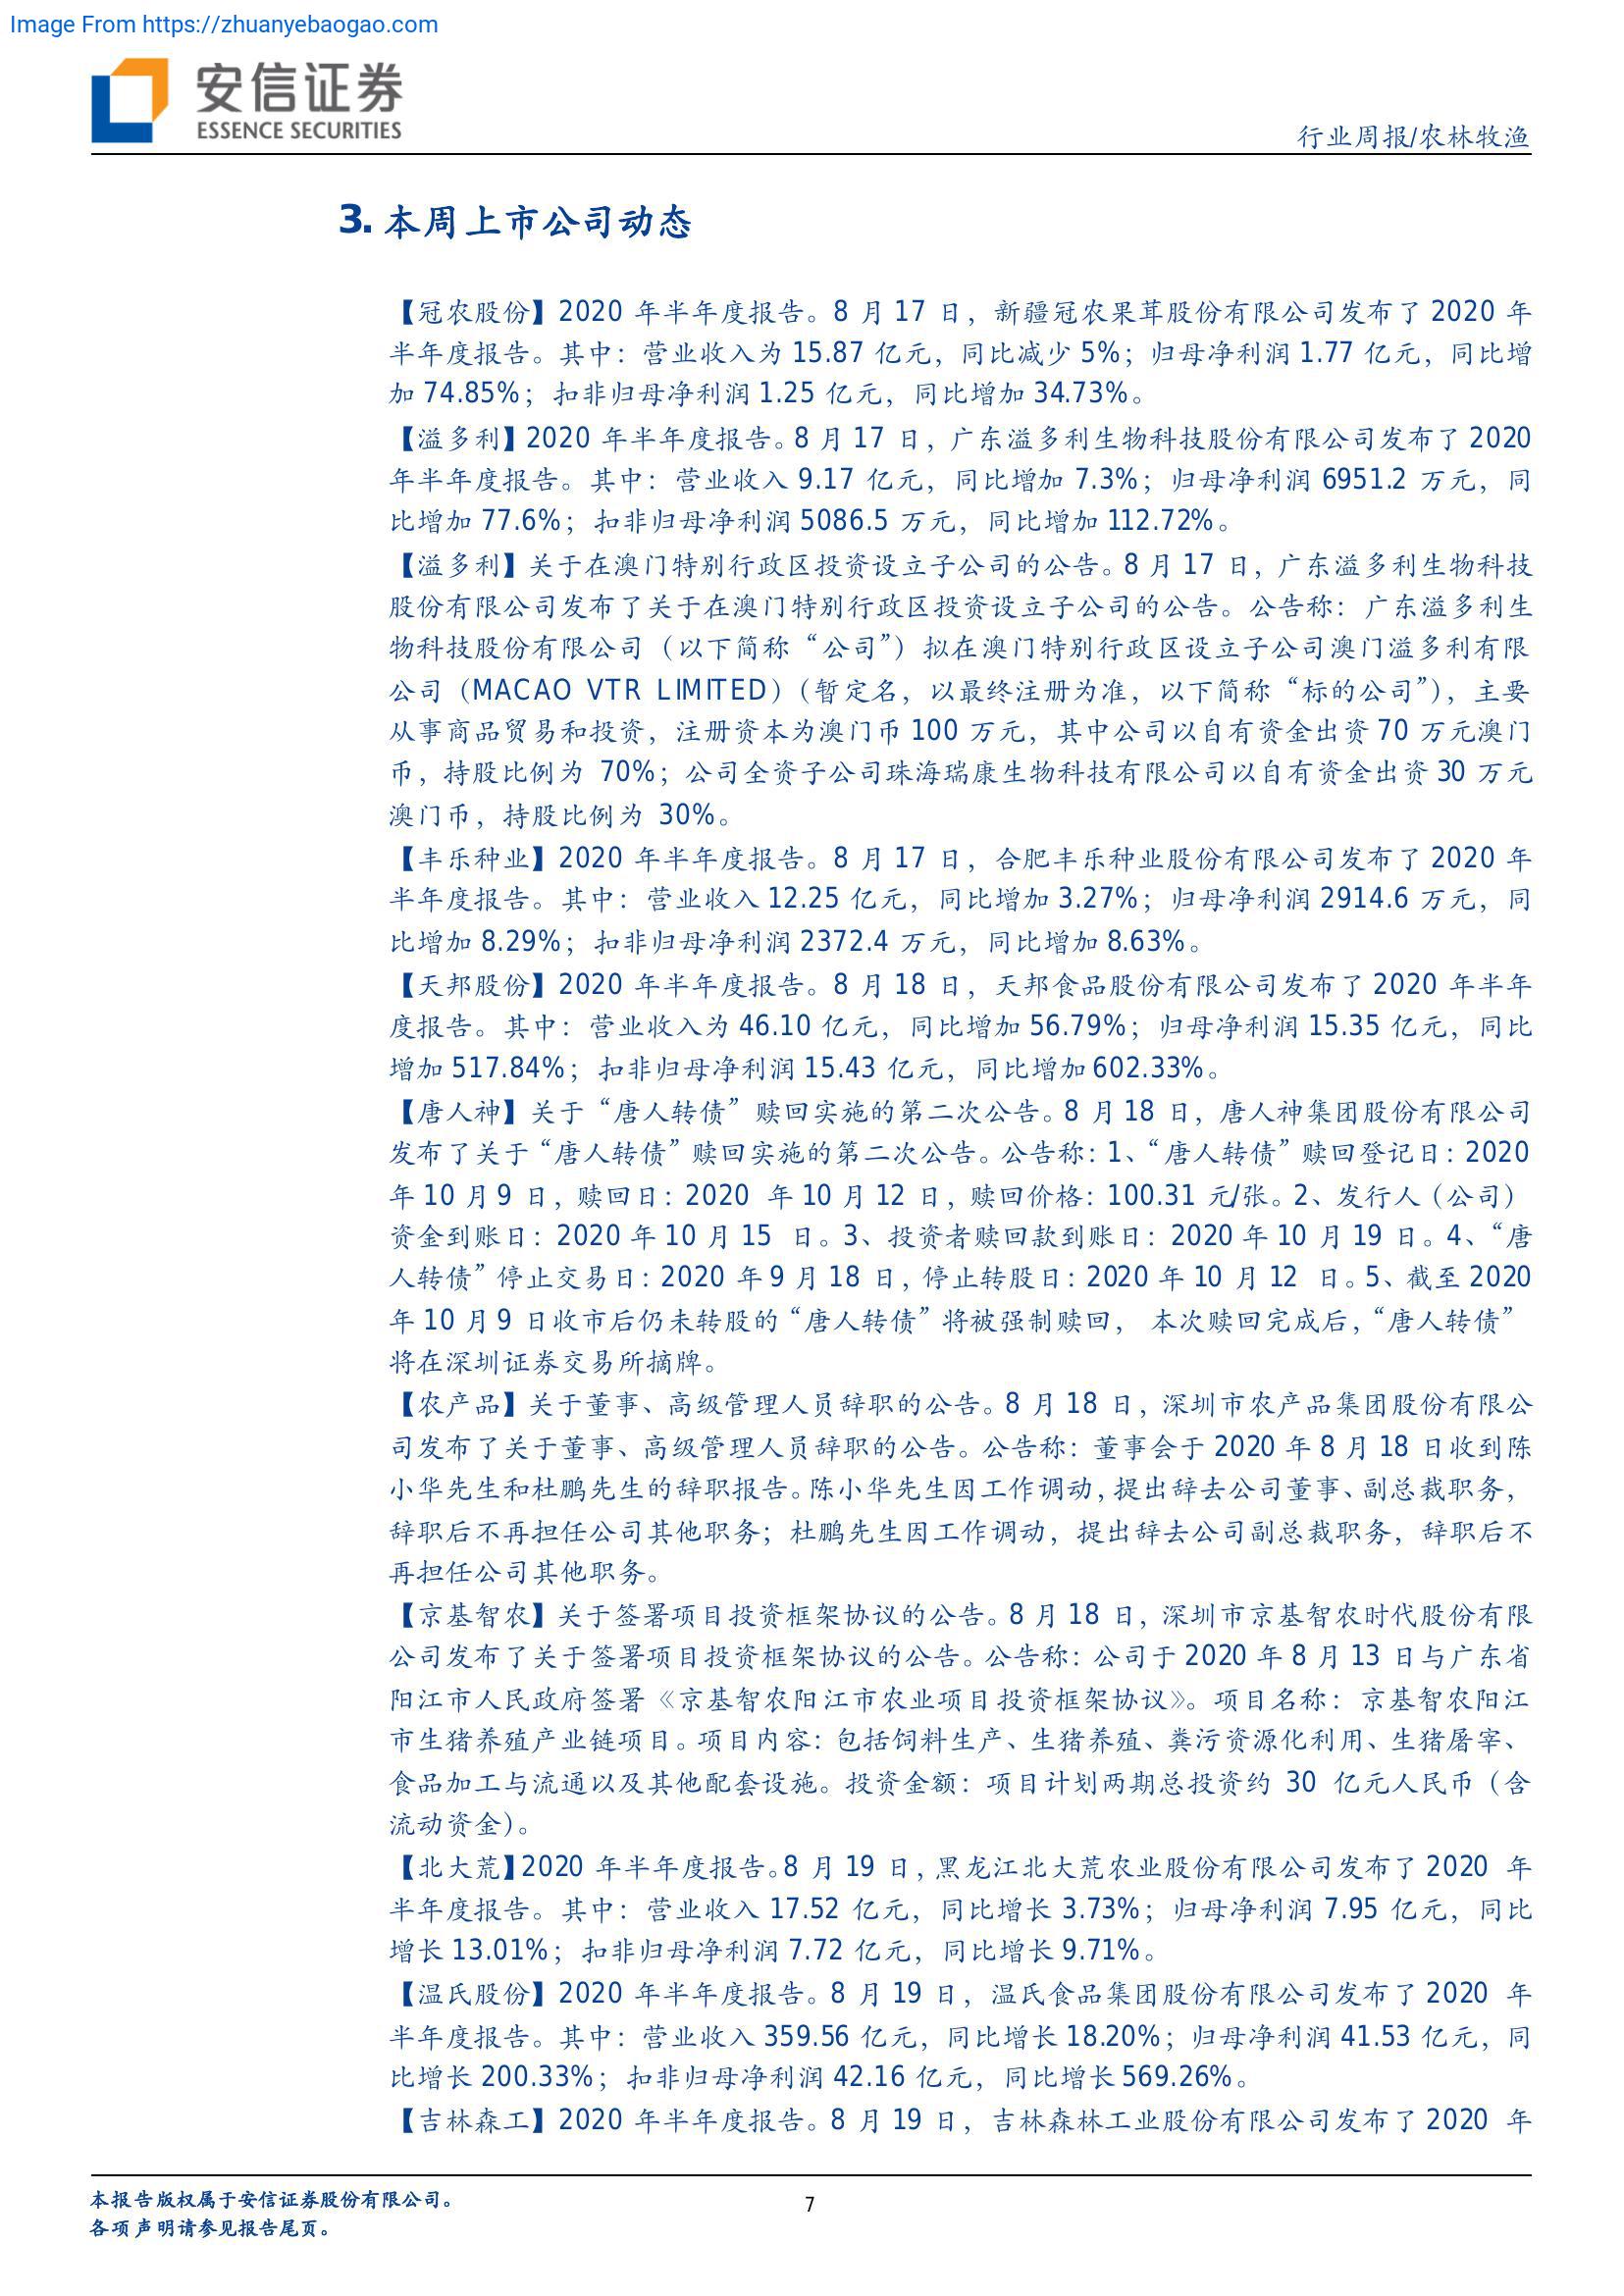 Image From https://zhuanyebaogao.com
安信证券
ESSENCE SECURITIES
行业周报/农林牧渔
3. 本周上市公司动态
【冠农股份】2020 年半年度报告。8 月 17 日，新疆冠农果茸股份有限公司发布了 2020 年
半年度报告。其中：营业收入为 15.87 亿元，同比减少 5%；归母净利润 1.77 亿元，同比增
加 74.85%；扣非归母净利润 1.25 亿元，同比增加 34.73%。
【溢多利】2020 年半年度报告。8 月 17 日，广东溢多利生物科技股份有限公司发布了 2020
年半年度报告。其中：营业收入 9.17 亿元，同比增加 7.3%；归母净利润 6951.2 万元，同
比增加 77.6%；扣非归母净利润 5086.5 万元，同比增加 112.72%。
【溢多利】关于在澳门特别行政区投资设立子公司的公告。8 月 17 日，广东溢多利生物科技
股份有限公司发布了关于在澳门特别行政区投资设立子公司的公告。公告称：广东溢多利生
物科技股份有限公司（以下简称“公司”）拟在澳门特别行政区设立子公司澳门溢多利有限
公司（MACAO VTR LIMITED）（暂定名，以最终注册为准，以下简称“标的公司”），主要
从事商品贸易和投资，注册资本为澳门币 100 万元，其中公司以自有资金出资 70 万元澳门
币，持股比例为 70%；公司全资子公司珠海瑞康生物科技有限公司以自有资金出资 30 万元
澳门币，持股比例为 30%。
【丰乐种业】2020 年半年度报告。8 月 17 日，合肥丰乐种业股份有限公司发布了 2020 年
半年度报告。其中：营业收入 12.25 亿元，同比增加 3.27%；归母净利润 2914.6 万元，同
比增加 8.29%；扣非归母净利润 2372.4 万元，同比增加 8.63%。
【天邦股份】2020 年半年度报告。8 月 18 日，天邦食品股份有限公司发布了 2020 年半年
度报告。其中：营业收入为 46.10 亿元，同比增加 56.79%；归母净利润 15.35 亿元，同比
增加 517.84%；扣非归母净利润 15.43 亿元，同比增加 602.33%。
【唐人神】关于“唐人转债”赎回实施的第二次公告。8 月 18 日，唐人神集团股份有限公司
发布了关于“唐人转债”赎回实施的第二次公告。公告称：1、“唐人转债”赎回登记日：2020
年 10 月 9 日，赎回日：2020 年 10 月 12 日，赎回价格：100.31 元/张。2、发行人（公司）
资金到账日：2020 年 10 月 15 日。3、投资者赎回款到账日：2020 年 10 月 19 日。4、“唐
人转债”停止交易日：2020 年 9 月 18 日，停止转股日：2020 年 10 月 12 日。5、截至 2020
年 10 月 9 日收市后仍未转股的“唐人转债”将被强制赎回， 本次赎回完成后，“唐人转债”
将在深圳证券交易所摘牌。
【农产品】关于董事、高级管理人员辞职的公告。8 月 18 日，深圳市农产品集团股份有限公
司发布了关于董事、高级管理人员辞职的公告。公告称：董事会于 2020 年 8 月 18 日收到陈
小华先生和杜鹏先生的辞职报告。陈小华先生因工作调动，提出辞去公司董事、副总裁职务，
辞职后不再担任公司其他职务；杜鹏先生因工作调动，提出辞去公司副总裁职务，辞职后不
再担任公司其他职务。
【京基智农】关于签署项目投资框架协议的公告。8 月 18 日，深圳市京基智农时代股份有限
公司发布了关于签署项目投资框架协议的公告。公告称：公司于 2020 年 8 月 13 日与广东省
阳江市人民政府签署《京基智农阳江市农业项目投资框架协议》。项目名称：京基智农阳江
市生猪养殖产业链项目。项目内容：包括饲料生产、生猪养殖、粪污资源化利用、生猪屠宰、
食品加工与流通以及其他配套设施。投资金额：项目计划两期总投资约 30 亿元人民币（含
流动资金）。
【北大荒】2020 年半年度报告。8 月 19 日，黑龙江北大荒农业股份有限公司发布了 2020 年
半年度报告。其中：营业收入 17.52 亿元，同比增长 3.73%；归母净利润 7.95 亿元，同比
增长 13.01%；扣非归母净利润 7.72 亿元，同比增长 9.71%。
【温氏股份】2020 年半年度报告。8 月 19 日，温氏食品集团股份有限公司发布了 2020 年
半年度报告。其中：营业收入 359.56 亿元，同比增长 18.20%；归母净利润 41.53 亿元，同
比增长 200.33%；扣非归母净利润 42.16 亿元，同比增长 569.26%。
【吉林森工】2020 年半年度报告。8 月 19 日，吉林森林工业股份有限公司发布了 2020 年
本报告版权属于安信证券股份有限公司。
7
各项声明请参见报告尾页。